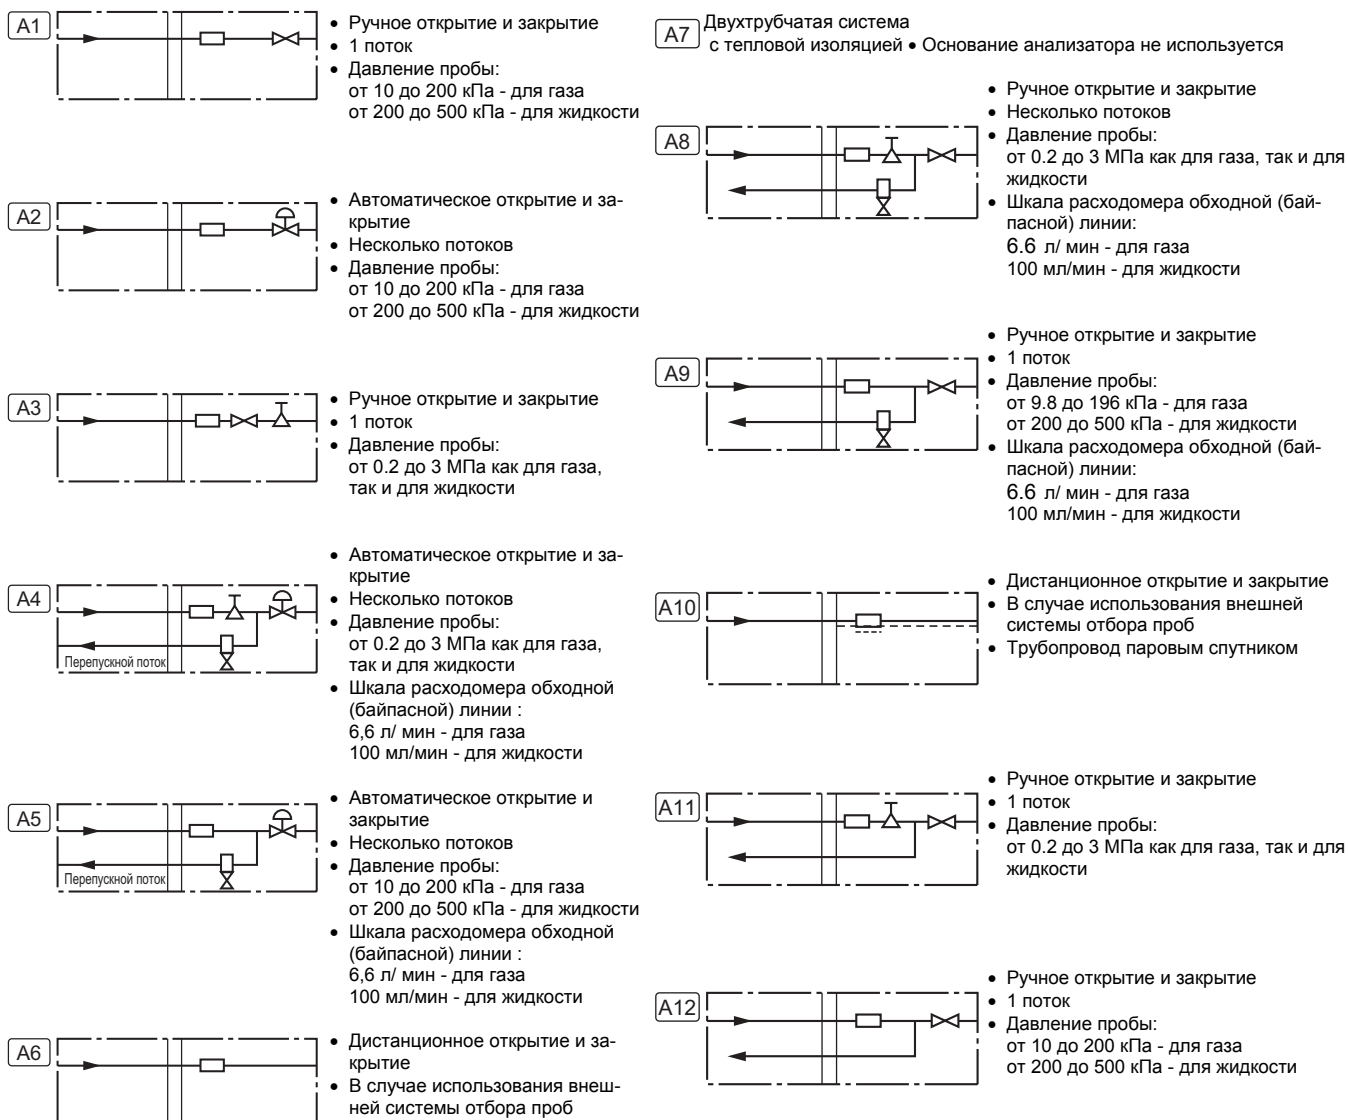 A1
• Ручное открытие и закрытие
• 1 поток
• Давление пробы:
от 10 до 200 кПа - для газа
от 200 до 500 кПа - для жидкости
A2
• Автоматическое открытие и за-
крытие
• Несколько потоков
• Давление пробы:
от 10 до 200 кПа - для газа
от 200 до 500 кПа - для жидкости
A3
• Ручное открытие и закрытие
• 1 поток
• Давление пробы:
от 0.2 до 3 МПа как для газа,
так и для жидкости
A4
Перепускной поток
• Автоматическое открытие и за-
крытие
• Несколько потоков
• Давление пробы:
от 0.2 до 3 МПа как для газа,
так и для жидкости
• Шкала расходомера обходной
(байпасной) линии :
6,6 л/ мин - для газа
100 мл/мин - для жидкости
A5
Перепускной поток
• Автоматическое открытие и
закрытие
• Несколько потоков
• Давление пробы:
от 10 до 200 кПа - для газа
от 200 до 500 кПа - для жидкости
• Шкала расходомера обходной
(байпасной) линии :
6,6 л/ мин - для газа
100 мл/мин - для жидкости
A6
• Дистанционное открытие и за-
крытие
• В случае использования внеш-
ней системы отбора проб
A7
Двухтрубчатая система
с тепловой изоляцией • Основание анализатора не используется
A8
• Ручное открытие и закрытие
• Несколько потоков
• Давление пробы:
от 0.2 до 3 МПа как для газа, так и для
жидкости
• Шкала расходомера обходной (бай-
пасной) линии:
6.6 л/ мин - для газа
100 мл/мин - для жидкости
A9
• Ручное открытие и закрытие
• 1 поток
• Давление пробы:
от 9.8 до 196 кПа - для газа
от 200 до 500 кПа - для жидкости
• Шкала расходомера обходной (бай-
пасной) линии:
6.6 л/ мин - для газа
100 мл/мин - для жидкости
A10
• Дистанционное открытие и закрытие
• В случае использования внешней
системы отбора проб
• Трубопровод паровым спутником
A11
• Ручное открытие и закрытие
• 1 поток
• Давление пробы:
от 0.2 до 3 МПа как для газа, так и для
жидкости
A12
• Ручное открытие и закрытие
• 1 поток
• Давление пробы:
от 10 до 200 кПа - для газа
от 200 до 500 кПа - для жидкости